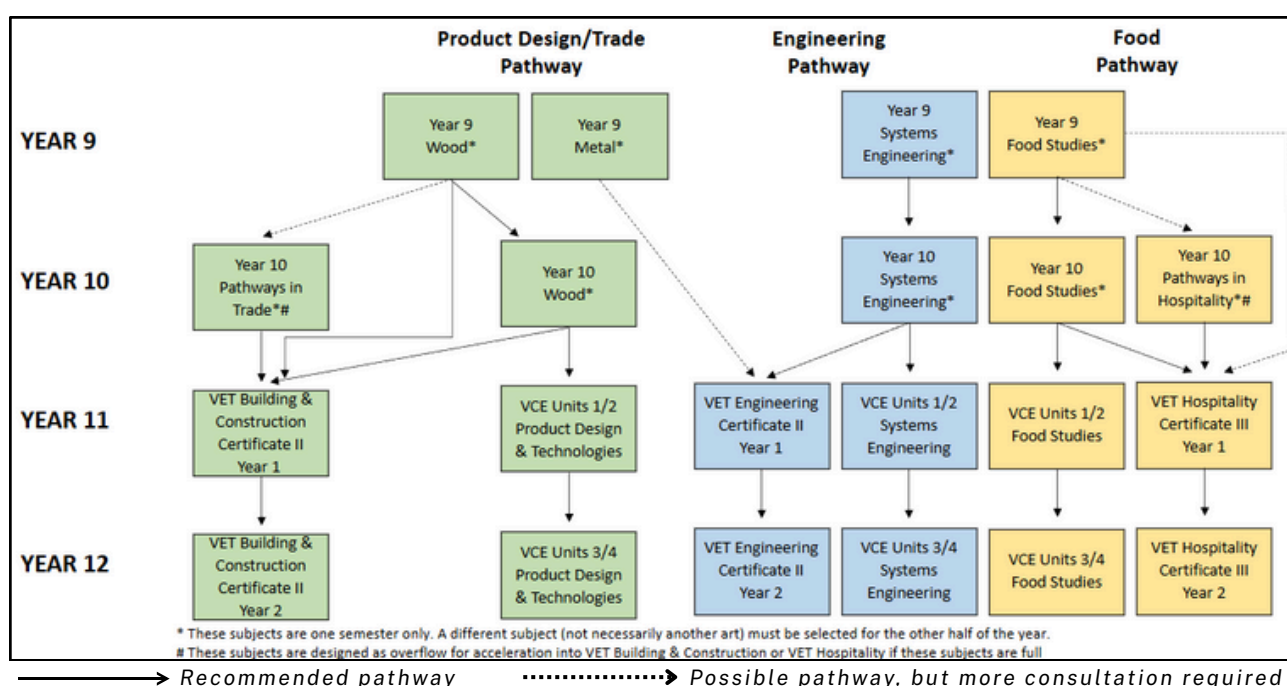 Product Design/Trade
Pathway
Engineering
Pathway
Food
Pathway
YEAR 9
Year 9
Wood*
Year 9
Metal*
Year 9
Systems
Engineering*
Year 9
Food Studies*
YEAR 10
Year 10
Pathways in
Trade*#
Year 10
Wood*
Year 10
Systems
Engineering*
Year 10
Food Studies*
Year 10
Pathways in
Hospitality*#
YEAR 11
VET Building &
Construction
Certificate II
Year 1
VCE Units 1/2
Product Design
& Technologies
VET Engineering
Certificate II
Year 1
VCE Units 1/2
Systems
Engineering
VCE Units 1/2
Food Studies
VET Hospitality
Certificate III
Year 1
YEAR 12
VET Building &
Construction
Certificate II
Year 2
VCE Units 3/4
Product Design
& Technologies
VET Engineering
Certificate II
Year 2
VCE Units 3/4
Systems
Engineering
VCE Units 3/4
Food Studies
VET Hospitality
Certificate III
Year 2
* These subjects are one semester only. A different subject (not necessarily another art) must be selected for the other half of the year.
# These subjects are designed as overflow for acceleration into VET Building & Construction or VET Hospitality if these subjects are full
Recommended pathway
Possible pathway, but more consultation required